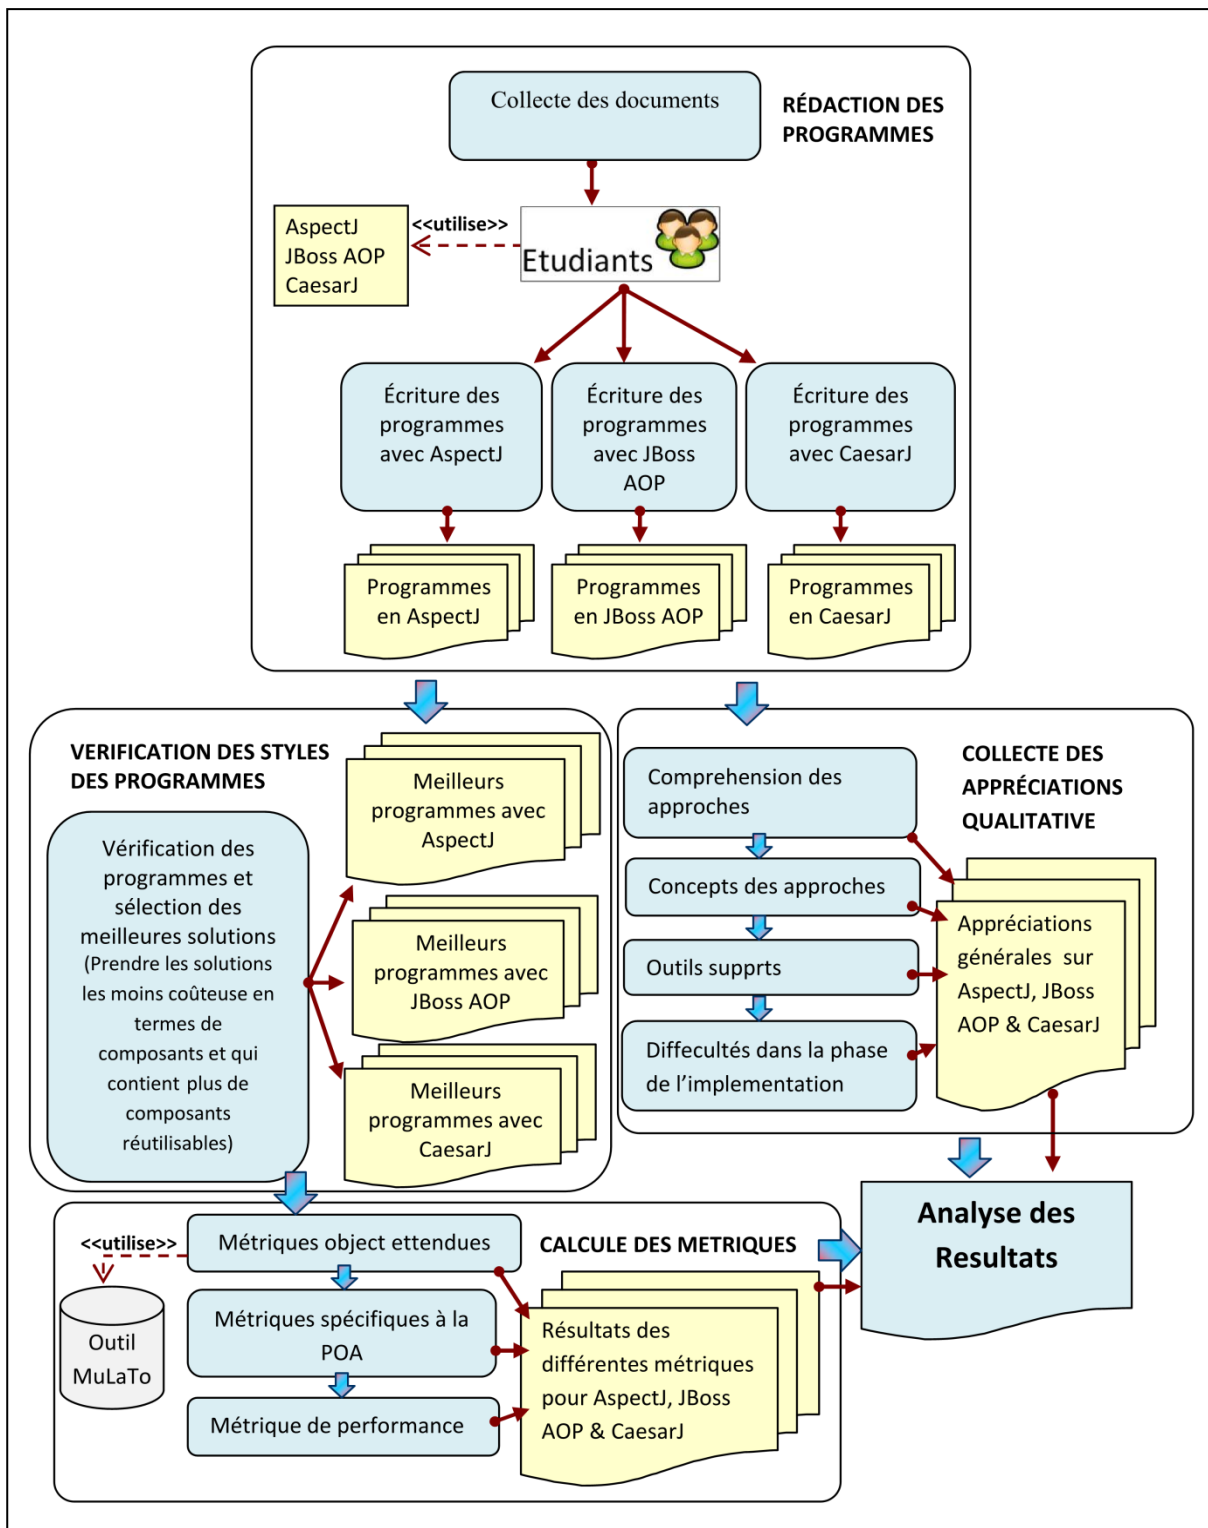 Collecte des documents
RÉDACTION DES
PROGRAMMES
AspectJ
JBoss AOP
CaesarJ
<<utilise>>
Etudiants
Écriture des
programmes
avec AspectJ
Écriture des
programmes
avec JBoss
AOP
Écriture des
programmes
avec CaesarJ
Programmes
en AspectJ
Programmes
en JBoss AOP
Programmes
en CaesarJ
VERIFICATION DES STYLES
DES PROGRAMMES
Vérification des
programmes et
sélection des
meilleures solutions
(Prendre les solutions
les moins coûteuse en
termes de
composants et qui
contient plus de
composants
réutilisables)
Meilleurs
programmes avec
AspectJ
Meilleurs
programmes avec
JBoss AOP
Meilleurs
programmes avec
CaesarJ
COLLECTE DES
APPRÉCIATIONS
QUALITATIVE
Comprehension des
approches
Concepts des approches
Outils supprts
Diffecultés dans la phase
de l'implementation
Appréciations
générales sur
AspectJ, JBoss
AOP & CaesarJ
Analyse des
Resultats
CALCULE DES METRIQUES
<<utilise>>
Outil
MuLaTo
Métriques object ettendues
Métriques spécifiques à la
POA
Métrique de performance
Résultats des
différentes métriques
pour AspectJ, JBoss
AOP & CaesarJ